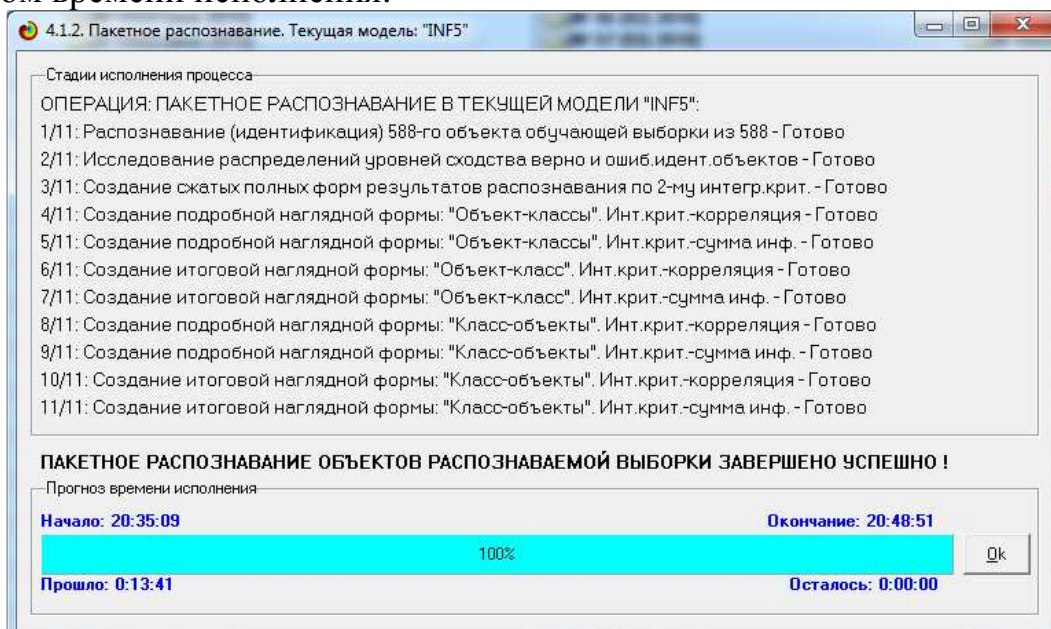 ом времени исполнения.
4.1.2. Пакетное распознавание. Текущая модель: "INF5"
Стадии исполнения процесса
ОПЕРАЦИЯ: ПАКЕТНОЕ РАСПОЗНАВАНИЕ В ТЕКУЩЕЙ МОДЕЛИ "INF5":
1/11: Распознавание (идентификация) 588-го объекта обучающей выборки из 588 - Готово
2/11: Исследование распределений уровней сходства верно и ошиб.идент.объектов - Готово
3/11: Создание сжатых полных форм результатов распознавания по 2-му интегр.крит. - Готово
4/11: Создание подробной наглядной формы: "Объект-классы". Инт.крит.-корреляция - Готово
5/11: Создание подробной наглядной формы: "Объект-классы". Инт.крит.-сумма инф. - Готово
6/11: Создание итоговой наглядной формы: "Объект-класс". Инт.крит.-корреляция - Готово
7/11: Создание итоговой наглядной формы: "Объект-класс". Инт.крит.-сумма инф. - Готово
8/11: Создание подробной наглядной формы: "Класс-объекты". Инт.крит.-корреляция - Готово
9/11: Создание подробной наглядной формы: "Класс-объекты". Инт.крит.-сумма инф. - Готово
10/11: Создание итоговой наглядной формы: "Класс-объекты". Инт.крит.-корреляция - Готово
11/11: Создание итоговой наглядной формы: "Класс-объекты". Инт.крит.-сумма инф. - Готово
ПАКЕТНОЕ РАСПОЗНАВАНИЕ ОБЪЕКТОВ РАСПОЗНАВАЕМОЙ ВЫБОРКИ ЗАВЕРШЕНО УСПЕШНО !
Прогноз времени исполнения
Начало: 20:35:09 Окончание: 20:48:51
100% Ok
Прошло: 0:13:41 Осталось: 0:00:00